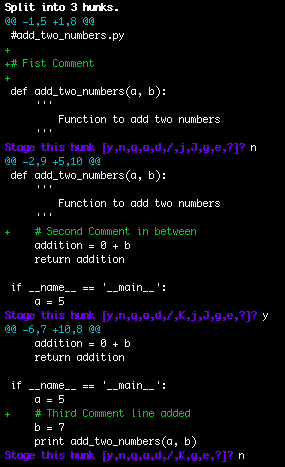 Split into 3 hunks.
@@ -1,5 +1,8 @@
 #add_two_numbers.py
+
+# Fist Comment
+
 def add_two_numbers(a, b):
     '''
        Function to add two numbers
     '''
Stage this hunk [y,n,q,a,d,/,j,J,g,e,?]? n
@@ -2,9 +5,10 @@
 def add_two_numbers(a, b):
     '''
        Function to add two numbers
     '''
+    # Second Comment in between
     addition = 0 + b
     return addition

 if __name__ == '__main__':
     a = 5
Stage this hunk [y,n,q,a,d,/,K,j,J,g,e,?]? y
@@ -6,7 +10,8 @@
     addition = 0 + b
     return addition

 if __name__ == '__main__':
     a = 5
+    # Third Comment line added
     b = 7
     print add_two_numbers(a, b)
Stage this hunk [y,n,q,a,d,/,K,g,e,?]? n